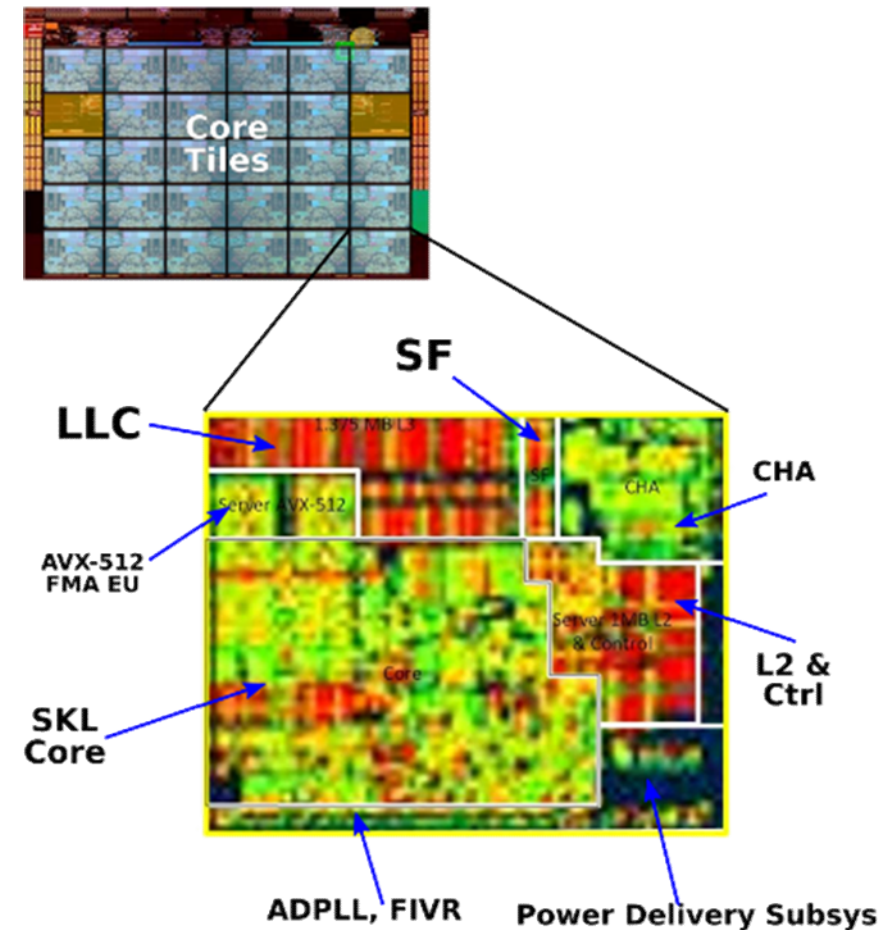 Core
Tiles
SF
LLC
1.375 MB L3
SF
CHA
CHA
Server AVX-512
AVX-512
FMA EU
Server 1MB L2
& Control
Core
L2 &
Ctrl
SKL
Core
ADPLL, FIVR
Power Delivery Subsys